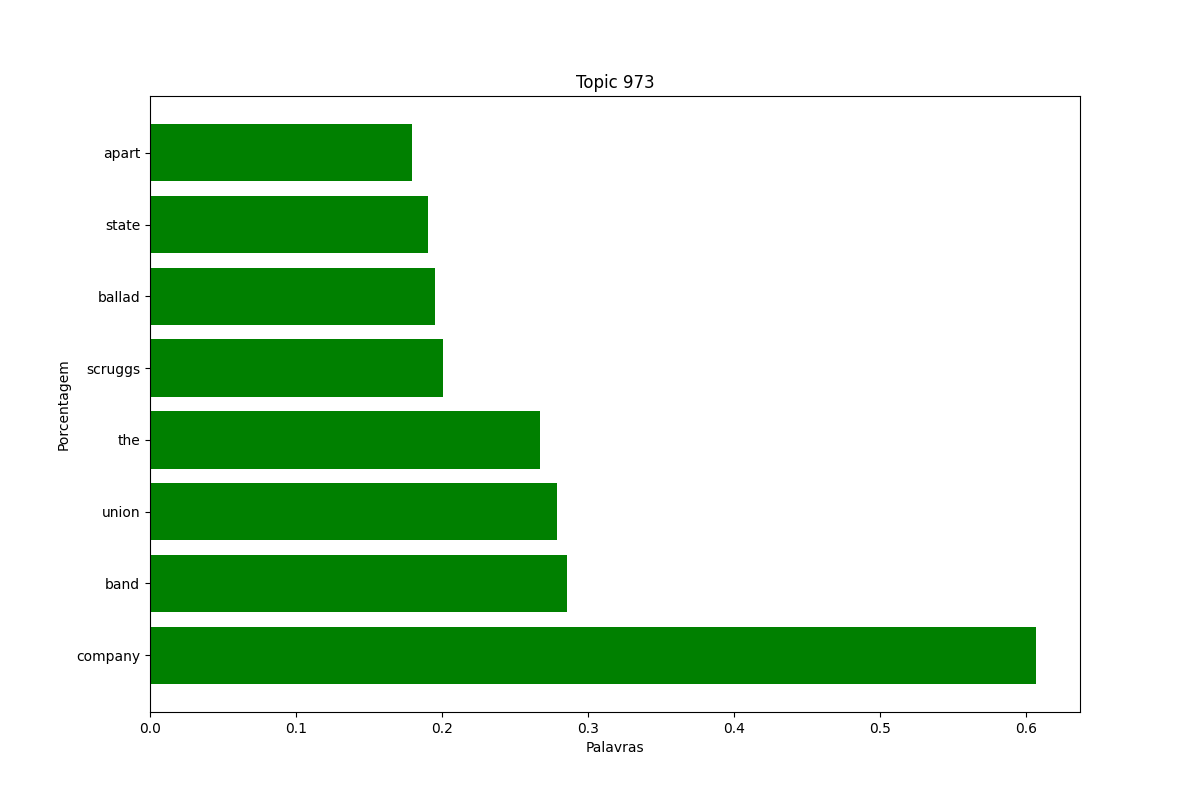 Topic 973
Porcentagem
apart
state
ballad
scruggs
the
union
band
company
0.0 0.1 0.2 0.3 0.4 0.5 0.6
Palavras